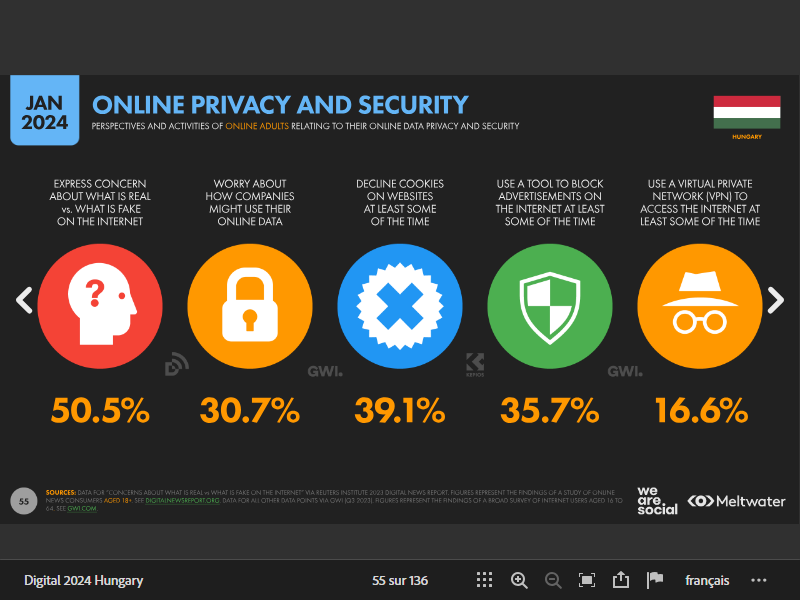 JAN
2024
ONLINE PRIVACY AND SECURITY
PERSPECTIVES AND ACTIVITIES OF ONLINE ADULTS RELATING TO THEIR ONLINE DATA PRIVACY AND SECURITY
HUNGARY
EXPRESS CONCERN
ABOUT WHAT IS REAL
vs. WHAT IS FAKE
ON THE INTERNET
WORRY ABOUT
HOW COMPANIES
MIGHT USE THEIR
ONLINE DATA
DECLINE COOKIES
ON WEBSITES
AT LEAST SOME
OF THE TIME
USE A TOOL TO BLOCK
ADVERTISEMENTS ON
THE INTERNET AT LEAST
SOME OF THE TIME
USE A VIRTUAL PRIVATE
NETWORK (VPN) TO
ACCESS THE INTERNET AT
LEAST SOME OF THE TIME
?
GWI.
KEPIOS
GWI.
50.5%
30.7%
39.1%
35.7%
16.6%
55
SOURCES: DATA FOR "CONCERNS ABOUT WHAT IS REAL vs WHAT IS FAKE ON THE INTERNET" VIA REUTERS INSTITUTE 2023 DIGITAL NEWS REPORT. FIGURES REPRESENT THE FINDINGS OF A STUDY OF ONLINE
NEWS CONSUMERS AGED 18+. SEE DIGITALNEWSREPORT.ORG. DATA FOR ALL OTHER DATA POINTS VIA GWI (Q3 2023). FIGURES REPRESENT THE FINDINGS OF A BROAD SURVEY OF INTERNET USERS AGED 16 TO
64. SEE GWI.COM.
we
are.
social
Meltwater
Digital 2024 Hungary
55 sur 136
français